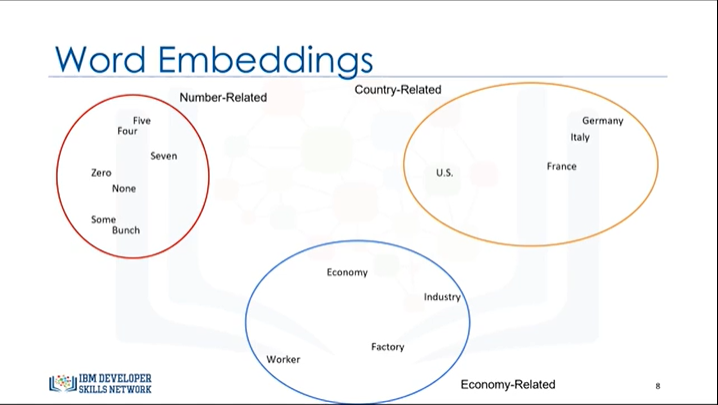 Word Embeddings
Number-Related
Five
Four
Seven
Zero
None
Some
Bunch
Country-Related
Germany
Italy
France
U.S.
Economy
Industry
Factory
Worker
Economy-Related
IBM DEVELOPER
SKILLS NETWORK
8